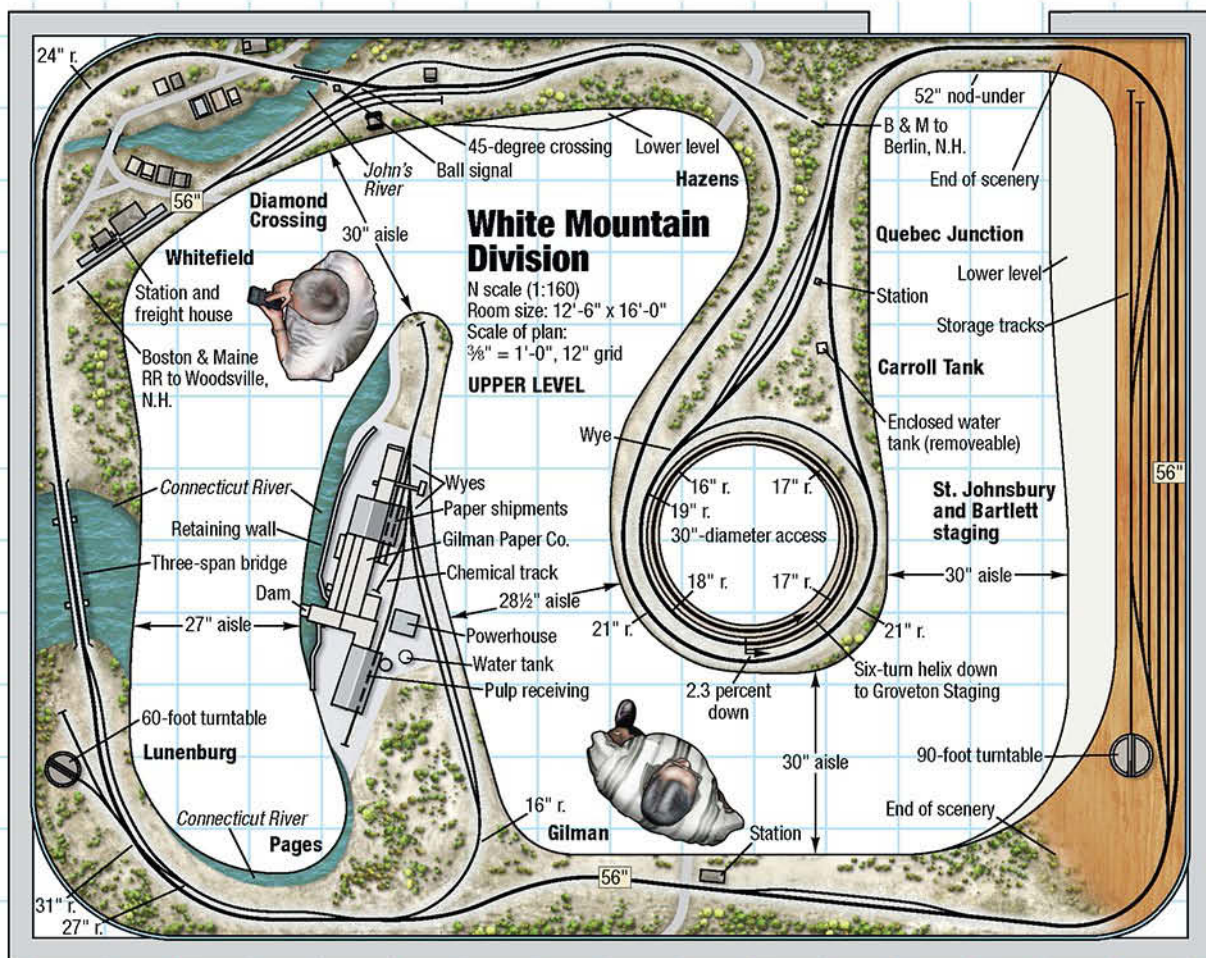 24" r.
52" nod-under
B & M to
Berlin, N.H.
End of scenery
45-degree crossing
Lower level
John's
River
Ball signal
Hazens
56"
Diamond
Crossing
30" aisle
White Mountain
Division
N scale (1:160)
Room size: 12'-6" x 16'-0"
Scale of plan:
3/8" = 1'-0", 12" grid
UPPER LEVEL
Quebec Junction
Lower level
Whitefield
Station and
freight house
Station
Storage tracks
Boston & Maine
RR to Woodsville,
N.H.
Carroll Tank
Enclosed water
tank (removeable)
Wye
Connecticut River
Wyes
16" r.
17" r.
56"
Retaining wall
Paper shipments
19" r.
St. Johnsbury
and Bartlett
staging
Gilman Paper Co.
30"-diameter access
Three-span bridge
Chemical track
18" r.
17" r.
30" aisle
Dam
28½" aisle
27" aisle
Powerhouse
21" r.
21" r.
Water tank
Six-turn helix down
to Groveton Staging
Pulp receiving
2.3 percent
down
60-foot turntable
Lunenburg
30" aisle
90-foot turntable
Connecticut River
16" r.
End of scenery
Pages
Gilman
Station
56"
31" r.
27" r.